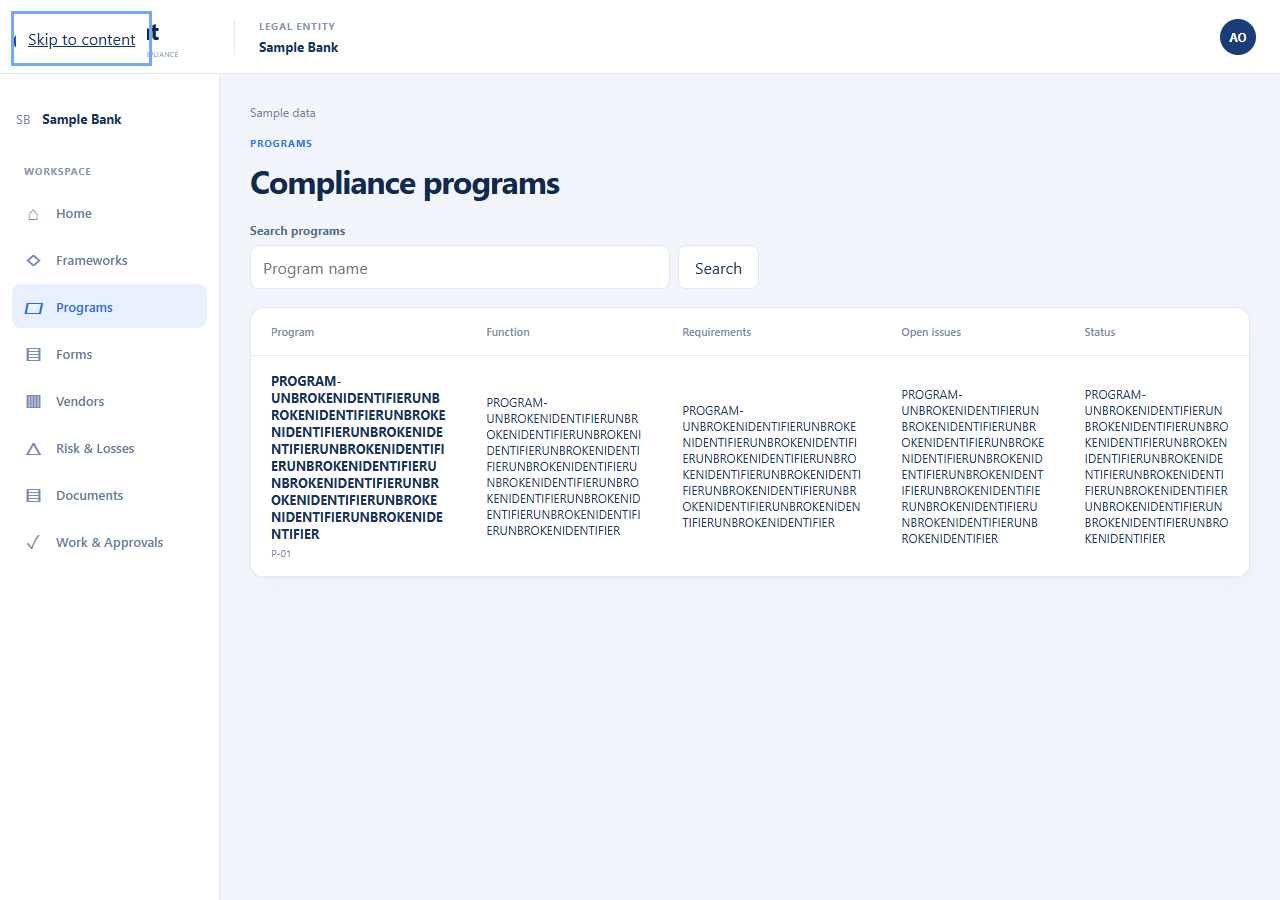 Skip to content
LEGAL ENTITY
Sample Bank
AO
SB Sample Bank
WORKSPACE
Home
Frameworks
Programs
Forms
Vendors
Risk & Losses
Documents
Work & Approvals
Sample data
PROGRAMS
Compliance programs
Search programs
Program name
Search
Program Function Requirements Open issues Status
PROGRAM-
UNBROKENIDENTIFIERUNB
ROKENIDENTIFIERUNBROKE
NIDENTIFIERUNBROKENIDE
NTIFIERUNBROKENIDENTIFI
ERUNBROKENIDENTIFIERU
NBROKENIDENTIFIERUNBR
OKENIDENTIFIERUNBROKE
NIDENTIFIERUNBROKENIDE
NTIFIER
P-01
PROGRAM-
UNBROKENIDENTIFIERUNBR
OKENIDENTIFIERUNBROKENI
DENTIFIERUNBROKENIDENTI
FIERUNBROKENIDENTIFIERU
NBROKENIDENTIFIERUNBRO
KENIDENTIFIERUNBROKENID
ENTIFIERUNBROKENIDENTIFI
ERUNBROKENIDENTIFIER
PROGRAM-
UNBROKENIDENTIFIERUNBROKE
NIDENTIFIERUNBROKENIDENTIFI
ERUNBROKENIDENTIFIERUNBRO
KENIDENTIFIERUNBROKENIDENTI
FIERUNBROKENIDENTIFIERUNBR
OKENIDENTIFIERUNBROKENIDEN
TIFIERUNBROKENIDENTIFIER
PROGRAM-
UNBROKENIDENTIFIERUN
BROKENIDENTIFIERUNBR
OKENIDENTIFIERUNBROKE
NIDENTIFIERUNBROKENID
ENTIFIERUNBROKENIDENT
IFIERUNBROKENIDENTIFIE
RUNBROKENIDENTIFIERU
NBROKENIDENTIFIERUNB
ROKENIDENTIFIER
PROGRAM-
UNBROKENIDENTIFIERUN
BROKENIDENTIFIERUNBRO
KENIDENTIFIERUNBROKEN
IDENTIFIERUNBROKENIDE
NTIFIERUNBROKENIDENTI
FIERUNBROKENIDENTIFIER
UNBROKENIDENTIFIERUN
BROKENIDENTIFIERUNBRO
KENIDENTIFIER